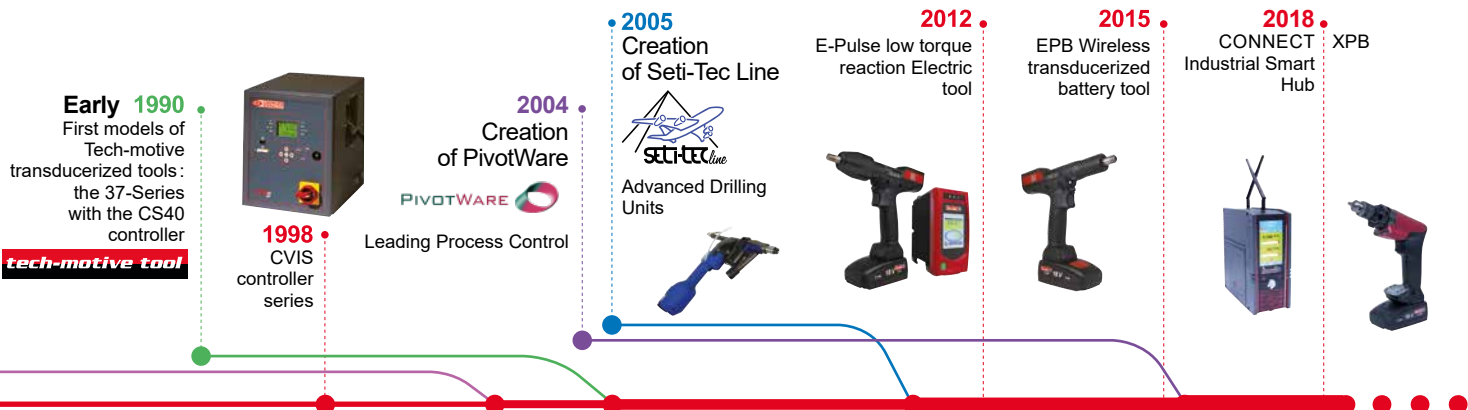 Early 1990
First models of
Tech-motive
transducerized tools :
the 37-Series
with the CS40
controller
tech-motive tool
1998
CVIS
controller
series
2004
Creation
of PivotWare
PIVOTWARE
Leading Process Control
2005
Creation
of Seti-Tec Line
SETI-TEC line
Advanced Drilling
Units
2012
E-Pulse low torque
reaction Electric
tool
2015
EPB Wireless
transducerized
battery tool
2018
CONNECT
Industrial Smart
Hub
XPB